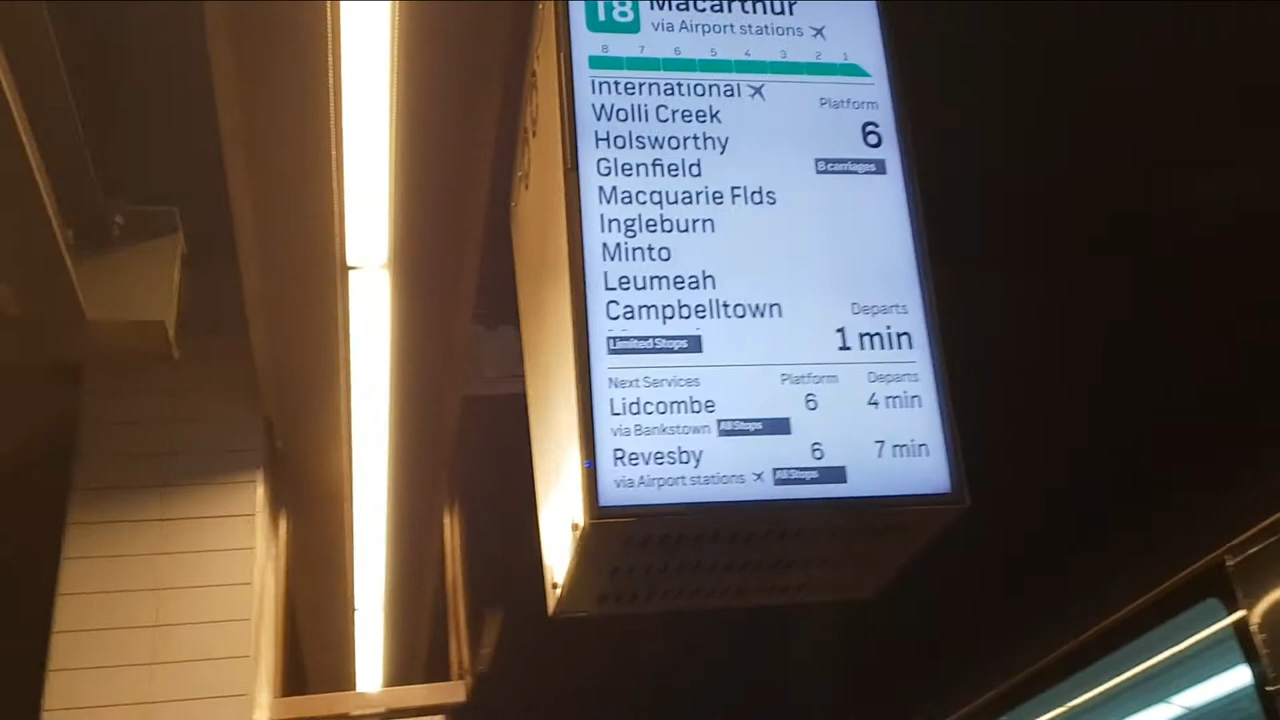 T8 Macarthur
via Airport stations
8 7 6 5 4 3 2 1
International
Wolli Creek
Holsworthy
Glenfield
Macquarie Flds
Ingleburn
Minto
Leumeah
Campbelltown
Platform
6
8 carriages
Limited Stops
Departs
1 min
Next Services Platform Departs
Lidcombe 6 4 min
via Bankstown All Stops
Revesby 6 7 min
via Airport stations All Stops